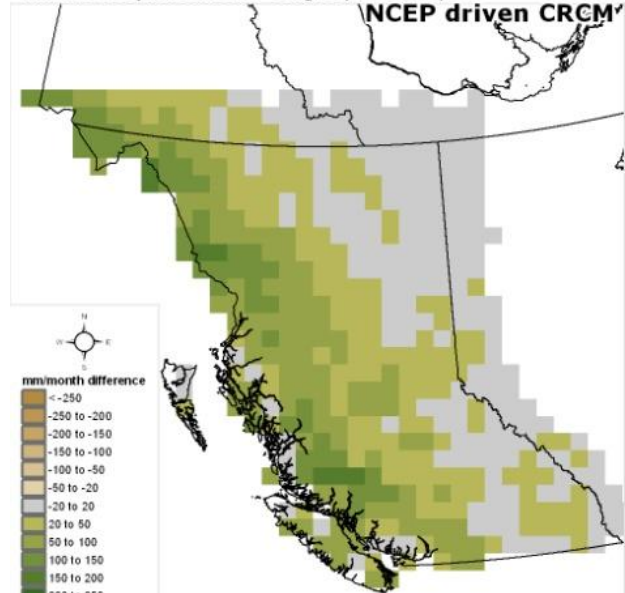 NCEP driven CRCM
N
W E
S
mm/month difference
< -250
-250 to -200
-200 to -150
-150 to -100
-100 to -50
-50 to -20
-20 to 20
20 to 50
50 to 100
100 to 150
150 to 200